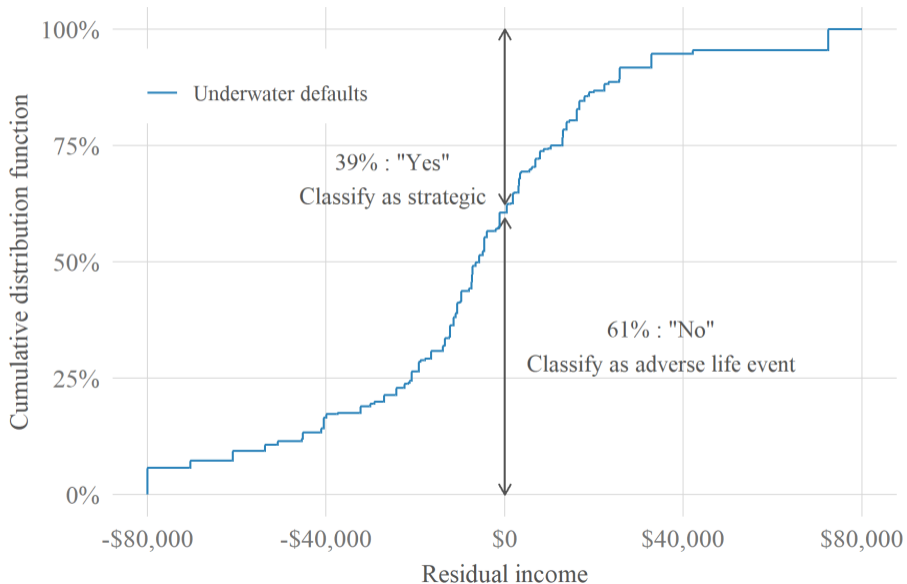 100%
Underwater defaults
75%
39% : "Yes"
Classify as strategic
50%
61% : "No"
Classify as adverse life event
25%
0%
Cumulative distribution function
-$80,000
-$40,000
$0
$40,000
$80,000
Residual income